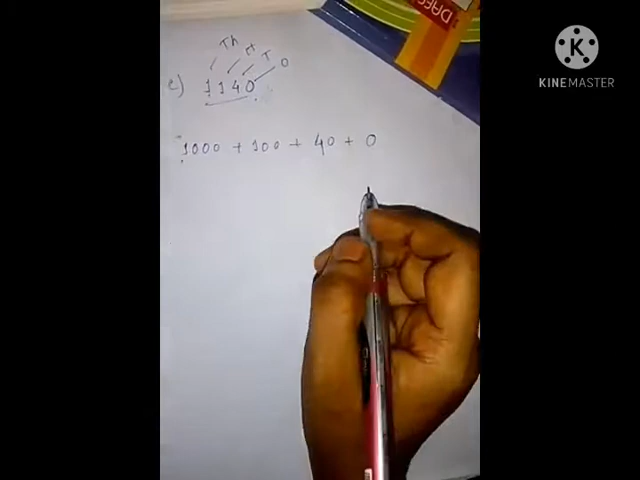 Th H T O
e) 1140
1000 + 100 + 40 + 0
K
KINEMASTER